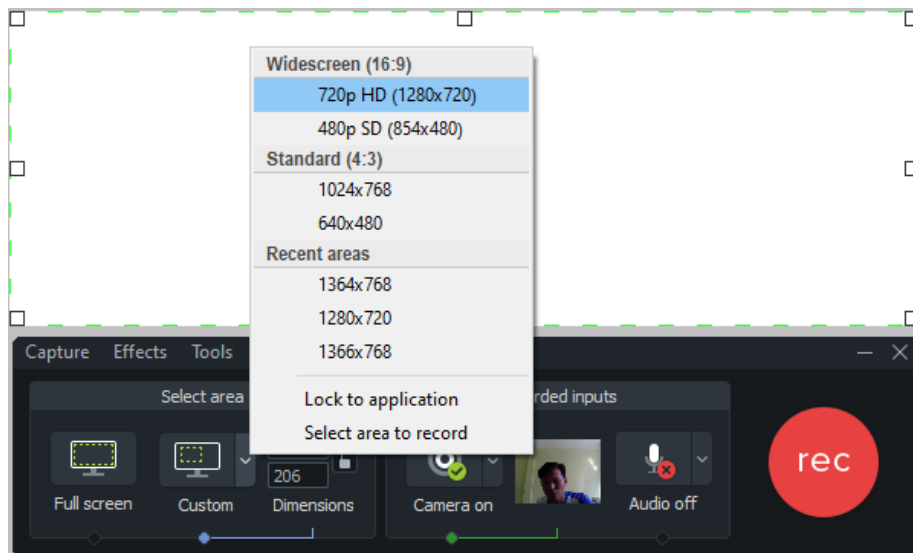 Widescreen (16:9)
720p HD (1280x720)
480p SD (854x480)
Standard (4:3)
1024x768
640x480
Recent areas
1364x768
1280x720
1366x768
Lock to application
Select area to record
Capture Effects Tools
Select area
rded inputs
206
Full screen
Custom
Dimensions
Camera on
Audio off
rec